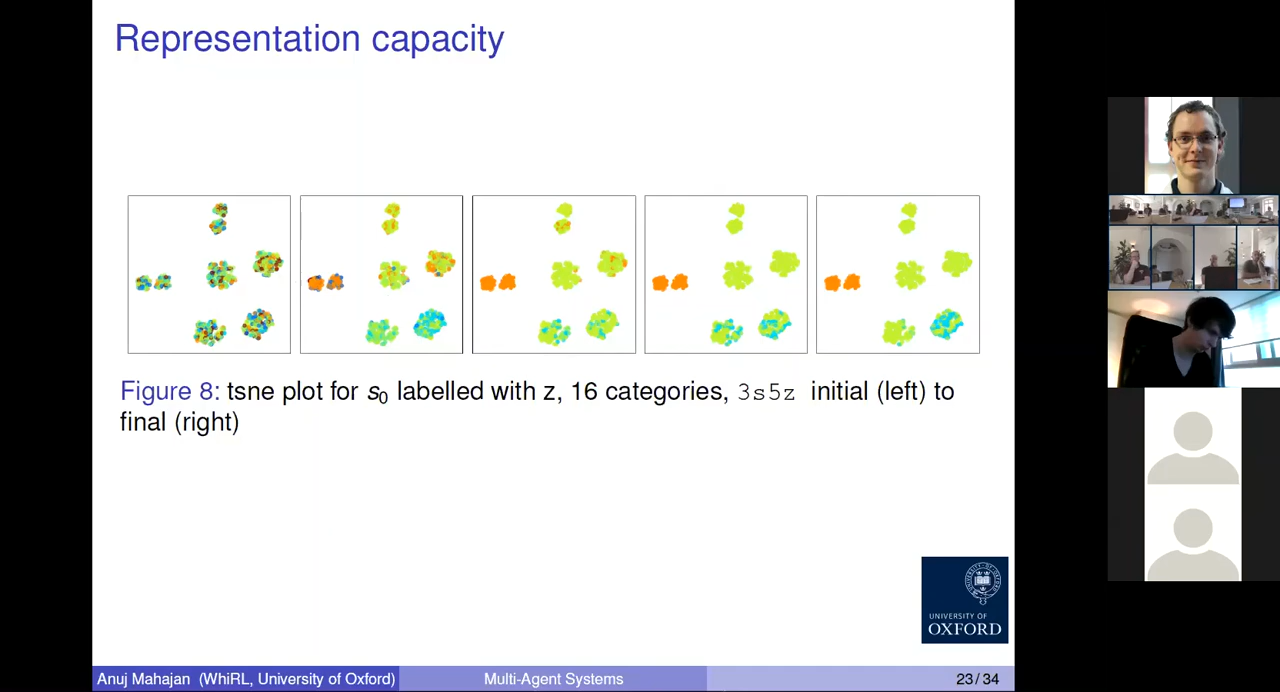 Representation capacity
Figure 8: tsne plot for s0 labelled with z, 16 categories, 3s5z initial (left) to
final (right)
UNIVERSITY OF
OXFORD
Anuj Mahajan (WhiRL, University of Oxford) Multi-Agent Systems 23 / 34